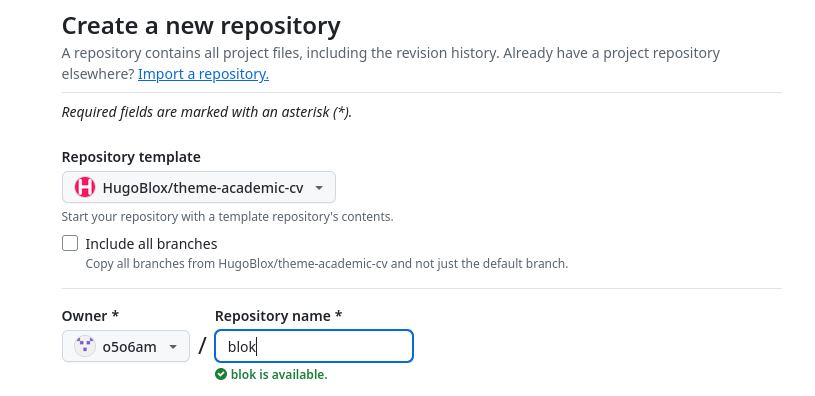 Create a new repository
A repository contains all project files, including the revision history. Already have a project repository
elsewhere? Import a repository.
Required fields are marked with an asterisk (*).
Repository template
HugoBlox/theme-academic-cv
Start your repository with a template repository's contents.
Include all branches
Copy all branches from HugoBlox/theme-academic-cv and not just the default branch.
Owner * Repository name *
o5o6am / blok
blok is available.